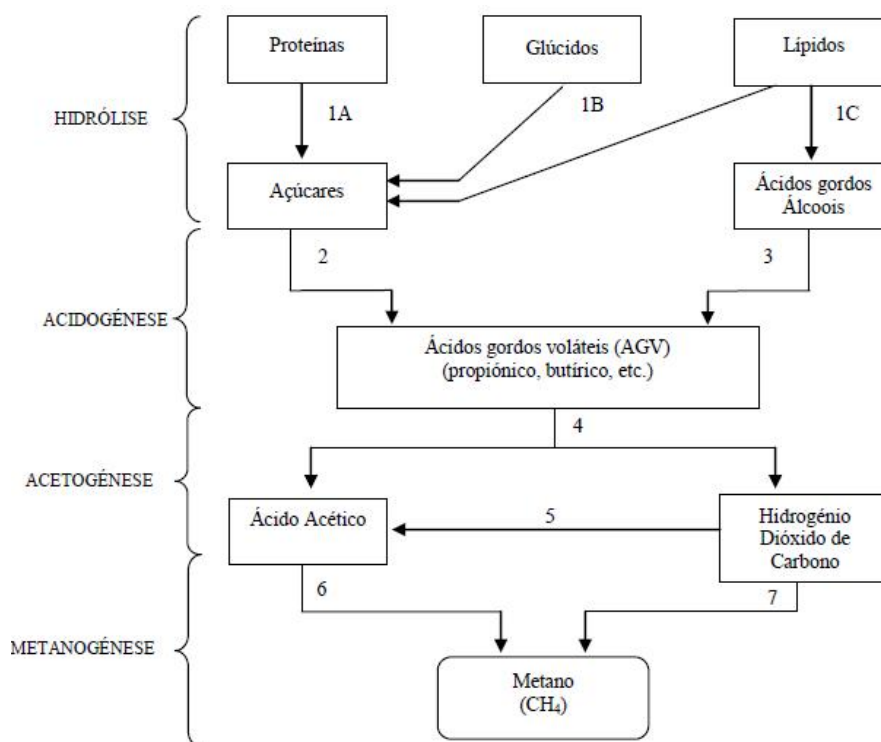 Proteínas
Glúcidos
Lípidos
HIDRÓLISE
1A
1B
1C
Açúcares
Ácidos gordos
Álcoois
2
3
ACIDOGÉNESE
Ácidos gordos voláteis (AGV)
(propiónico, butírico, etc.)
4
ACETOGÉNESE
Ácido Acético
5
Hidrogénio
Dióxido de
Carbono
6
7
METANOGÉNESE
Metano
(CH₄)